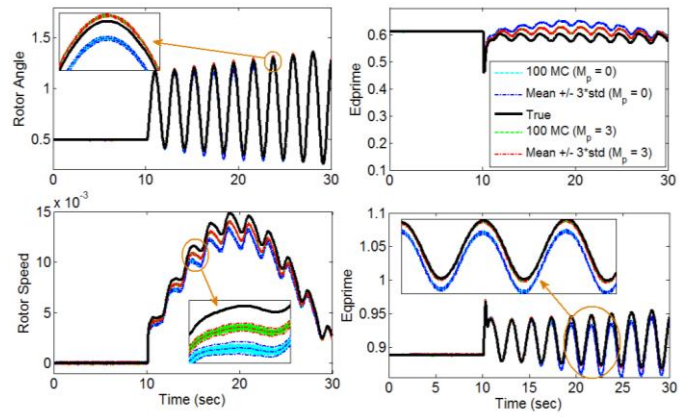 Rotor Angle
1.5
1
0.5
0 10 20 30
Edprime
0.6
0.5
0.4
0.3
0.2
0.1
0 10 20 30
100 MC (Mp = 0)
Mean +/- 3*std (Mp = 0)
True
100 MC (Mp = 3)
Mean +/- 3*std (Mp = 3)
Rotor Speed
x 10⁻³
15
10
5
0
0 10 20 30
Time (sec)
Eqprime
1.1
1.05
1
0.95
0.9
0 5 10 15 20 25 30
Time (sec)